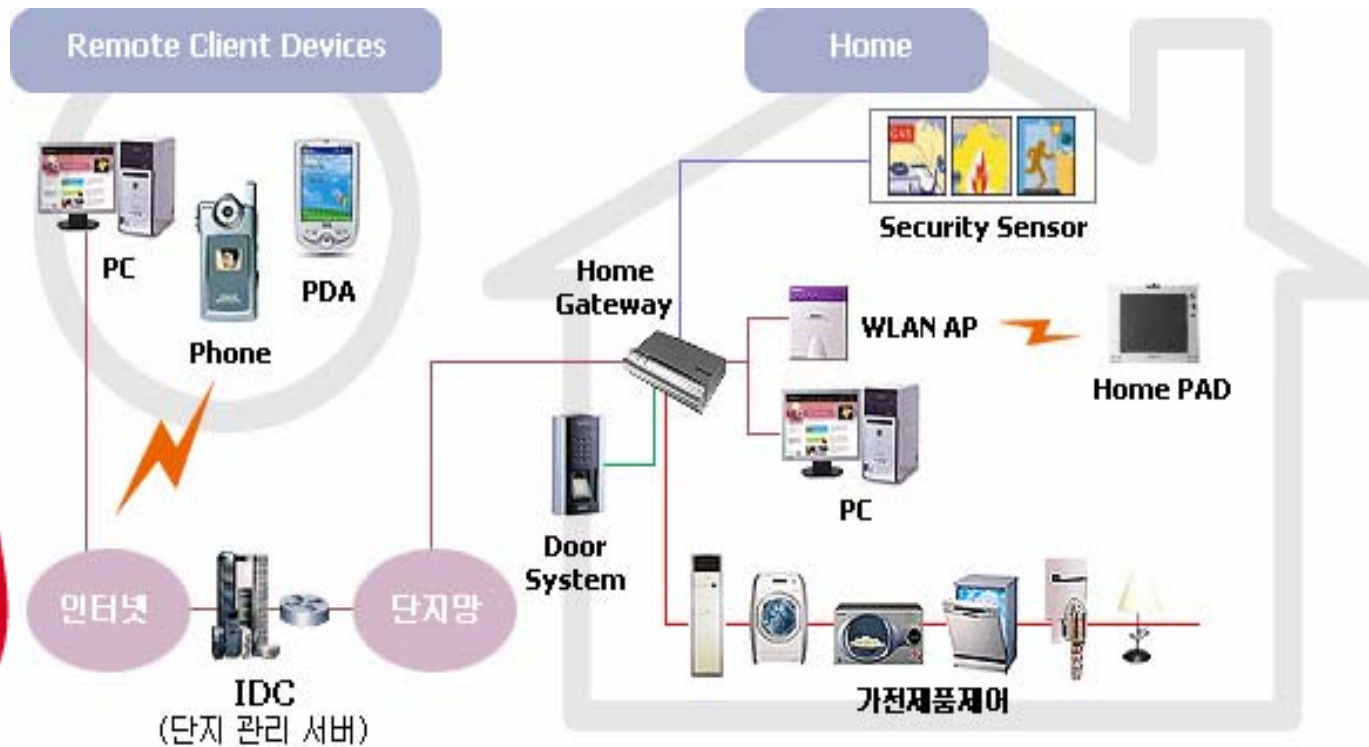 Remote Client Devices
Home
PC
Phone
PDA
Home
Gateway
GAS
Security Sensor
WLAN AP
Home PAD
PC
Door
System
인터넷
IDC
(단지 관리 서버)
단지망
가전제품제어